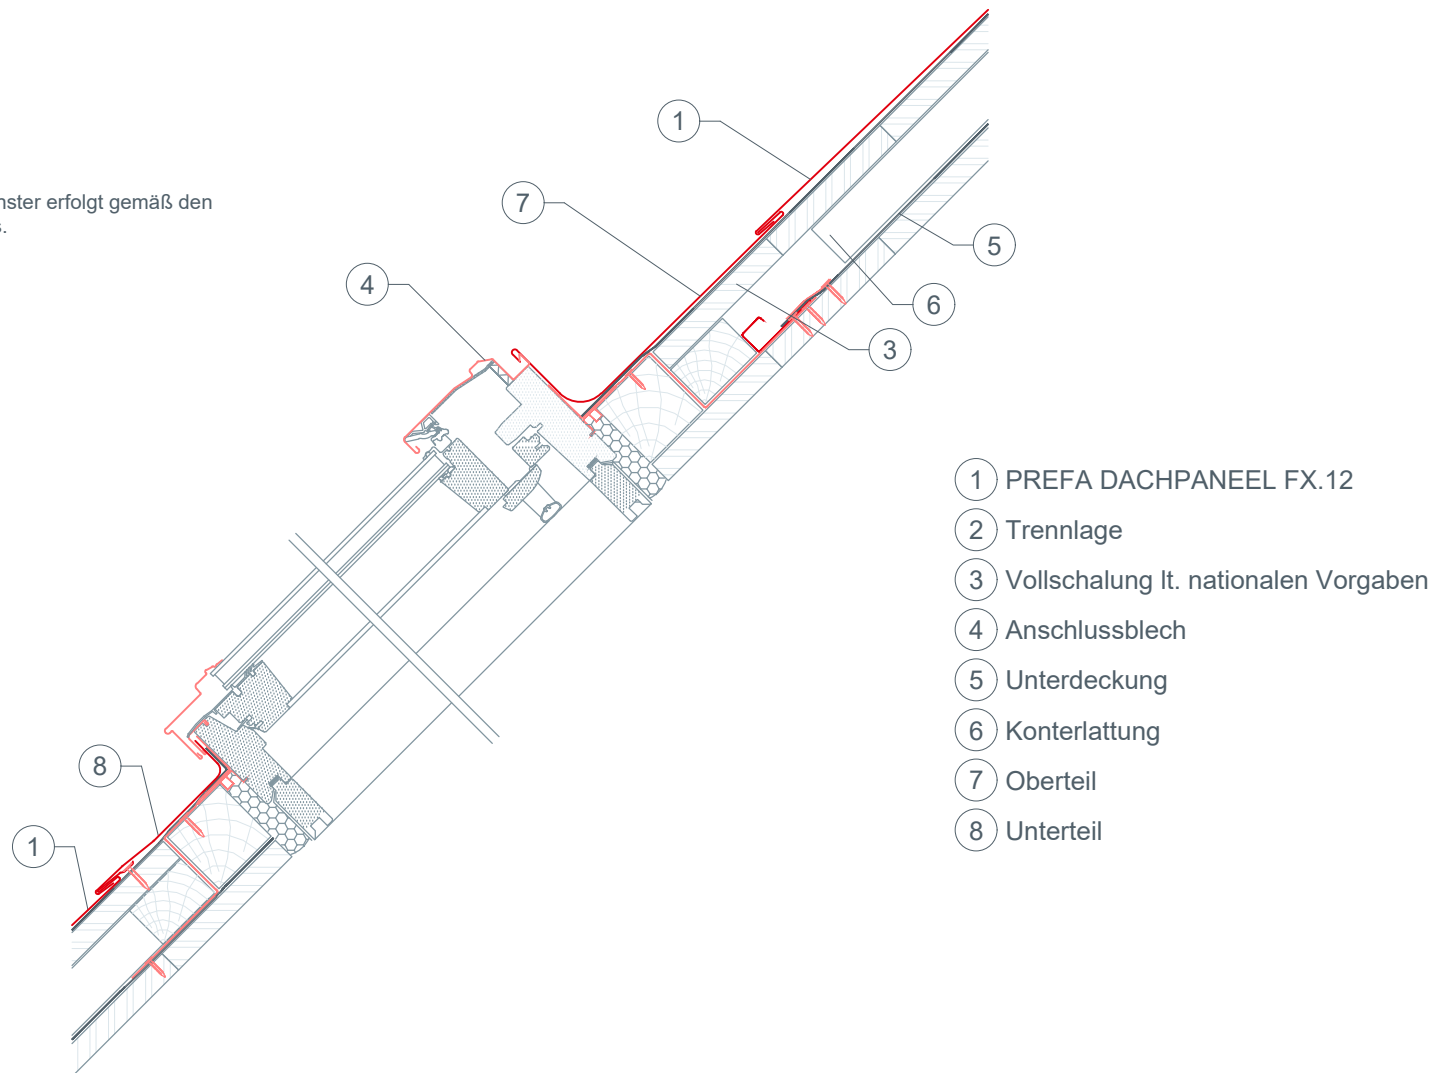 nster erfolgt gemäß den
s.
1
7
5
4
6
3
8
1
1 PREFA DACHPANEEL FX.12
2 Trennlage
3 Vollschalung lt. nationalen Vorgaben
4 Anschlussblech
5 Unterdeckung
6 Konterlattung
7 Oberteil
8 Unterteil